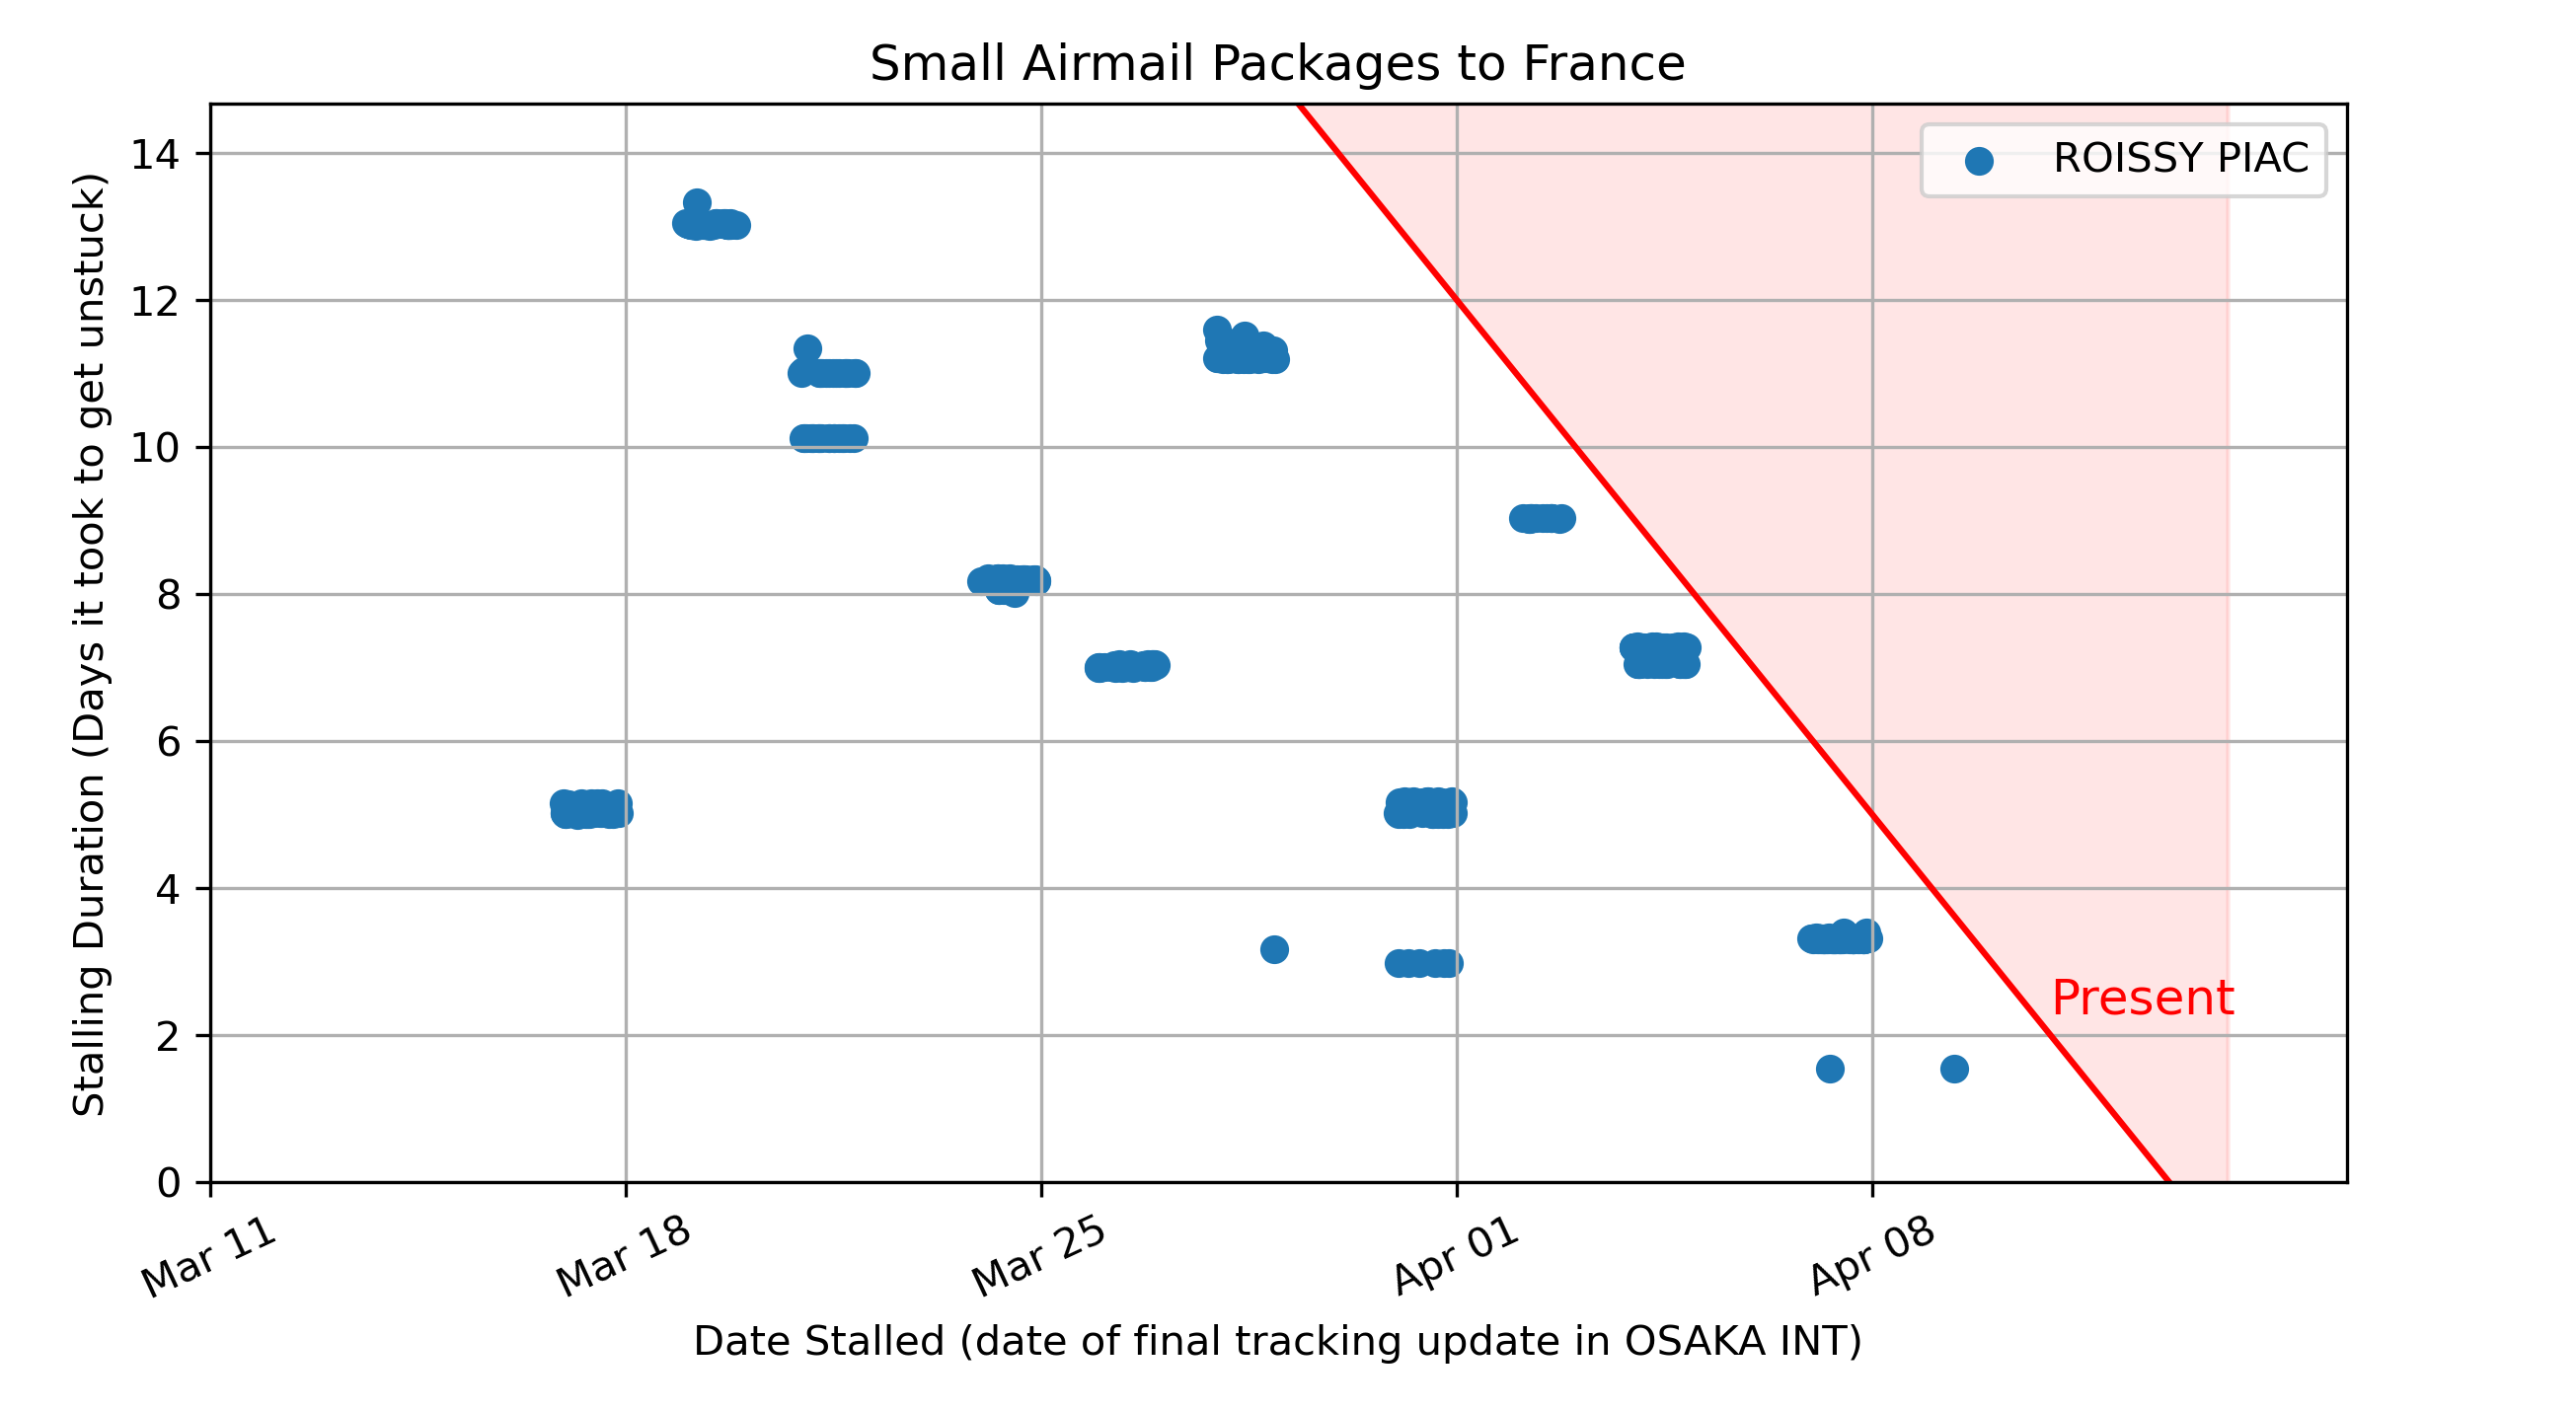 Small Airmail Packages to France
Stalling Duration (Days it took to get unstuck)
14
12
10
8
6
4
2
0
ROISSY PIAC
Present
Mar 11
Mar 18
Mar 25
Apr 01
Apr 08
Date Stalled (date of final tracking update in OSAKA INT)